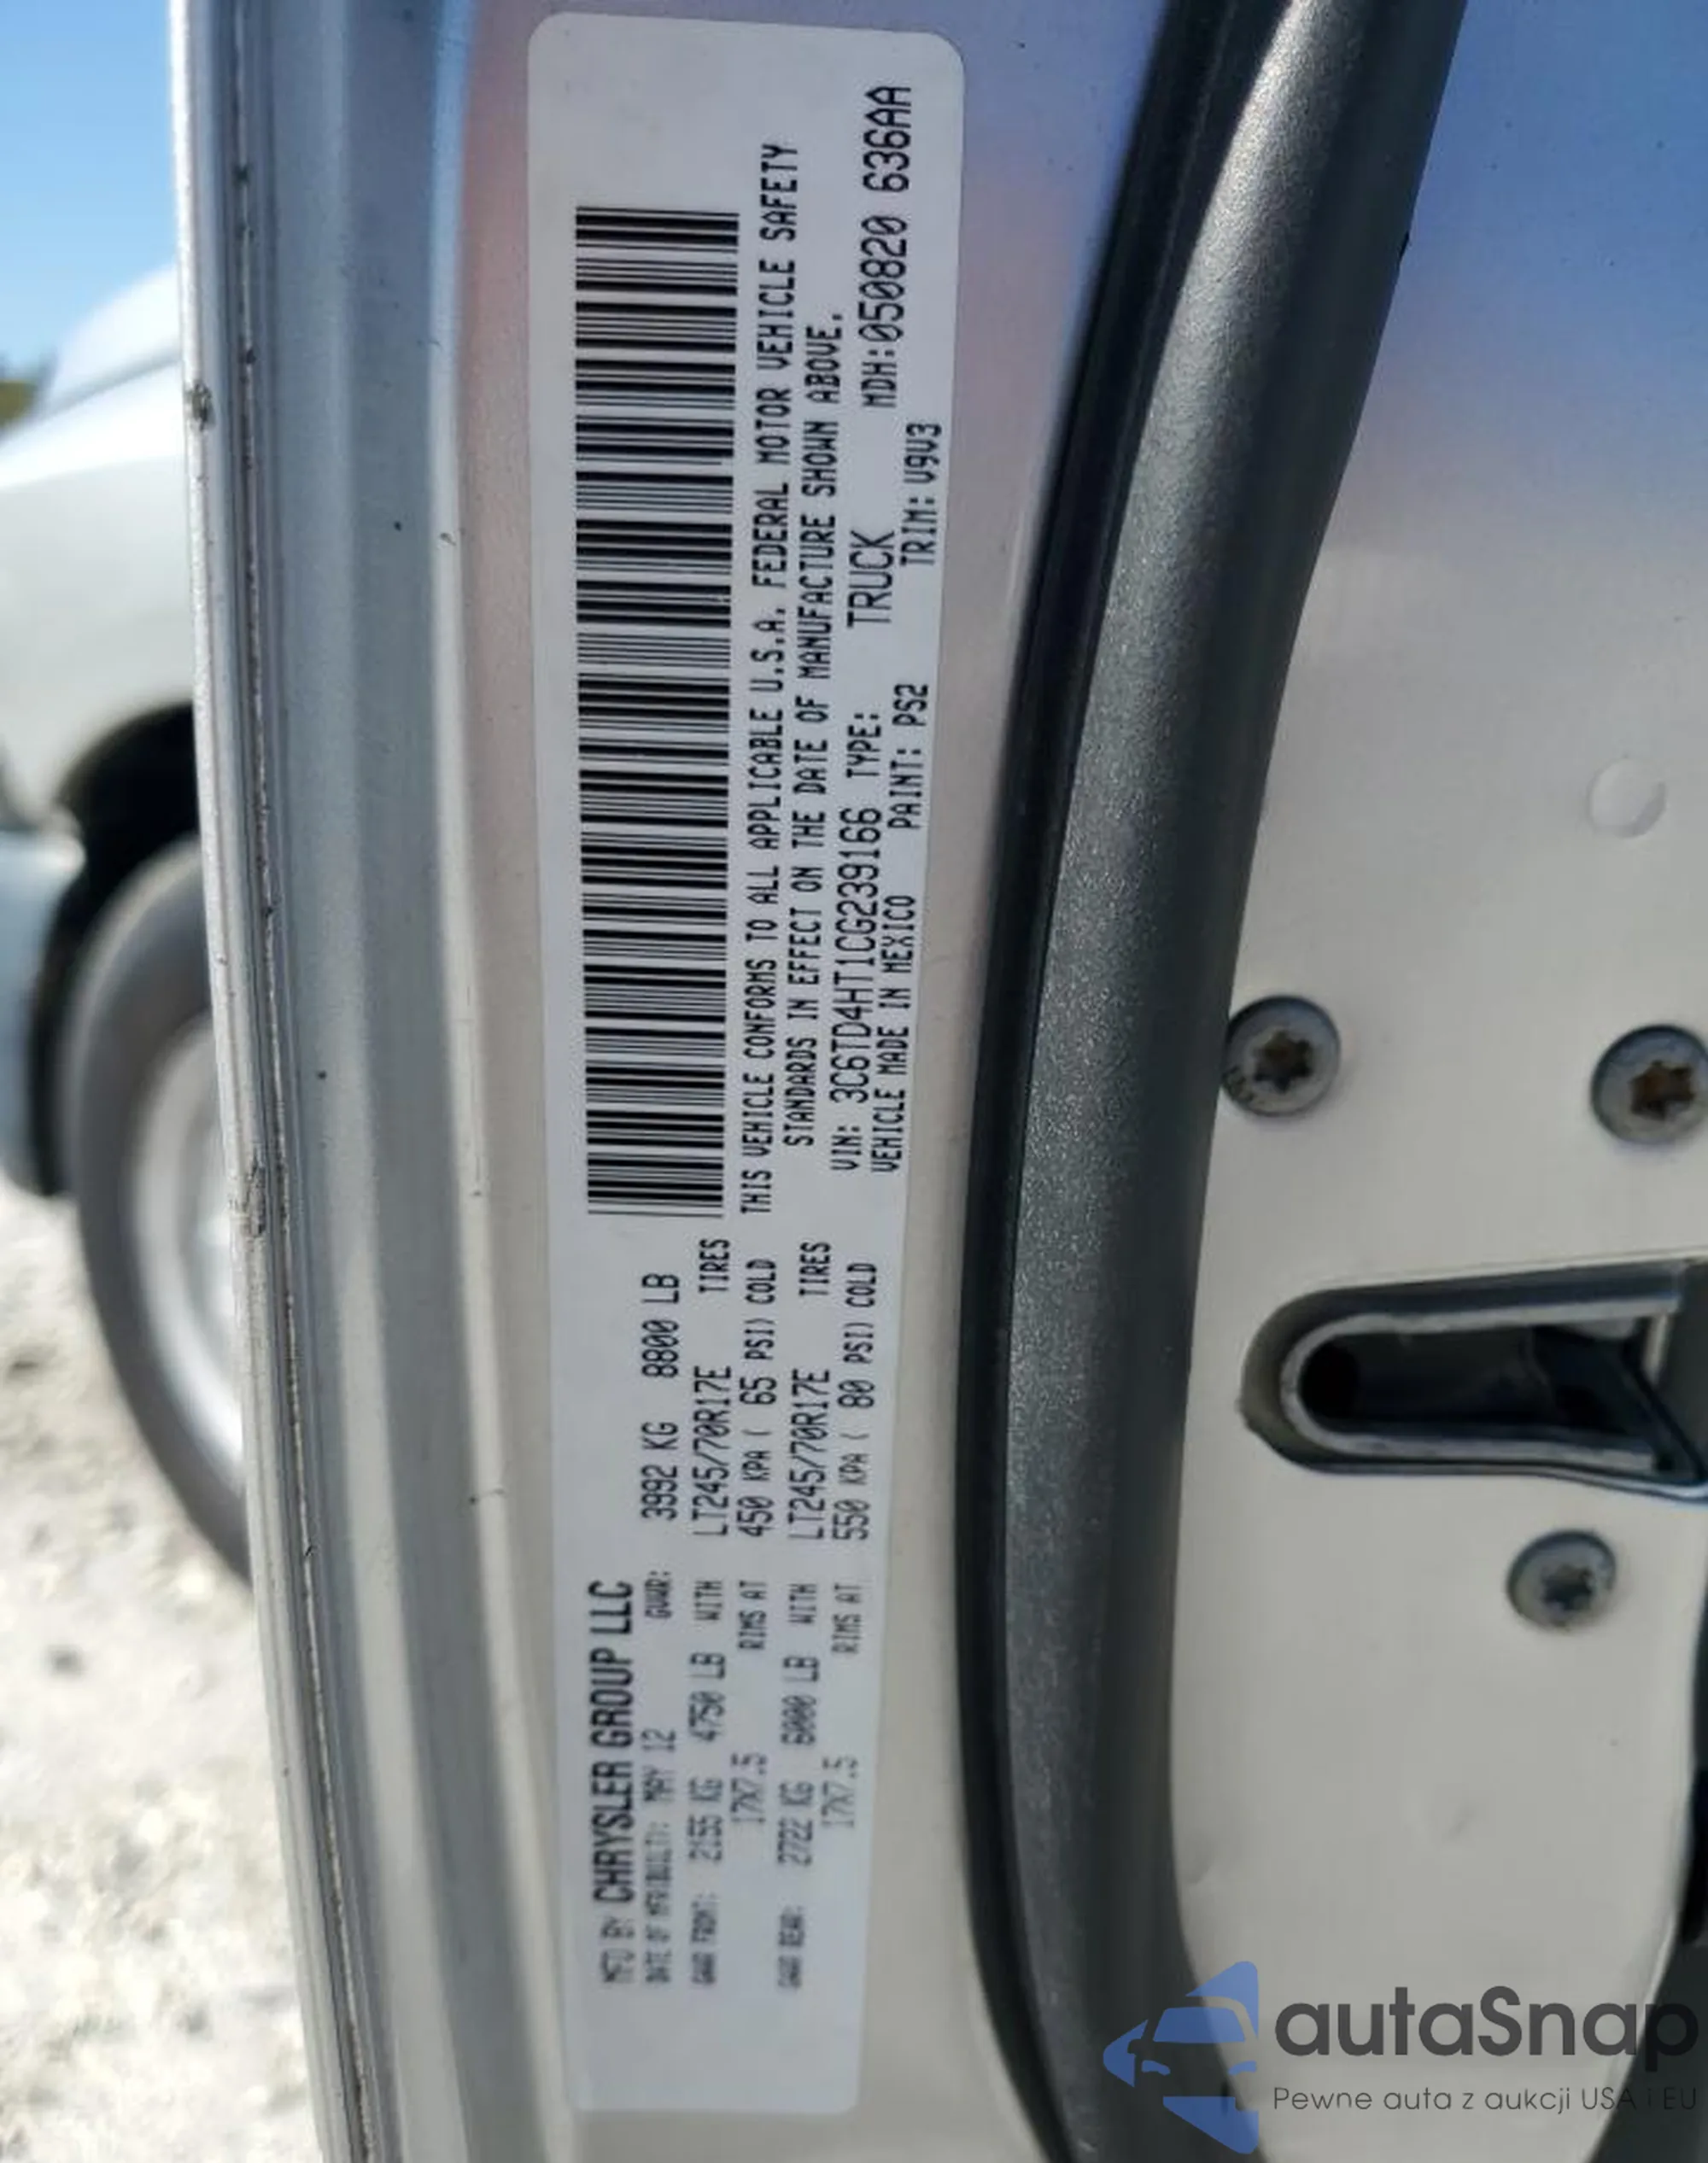 MFD BY: CHRYSLER GROUP LLC
DATE OF MFR(BUILT): MAY 12 GVWR: 3992 KG 8800 LB
GAWR FRONT: 2155 KG 4750 LB WITH LT245/70R17E TIRES
17X7.5 RIMS AT 450 KPA ( 65 PSI) COLD
GAWR REAR: 2722 KG 6000 LB WITH LT245/70R17E TIRES
17X7.5 RIMS AT 550 KPA ( 80 PSI) COLD
THIS VEHICLE CONFORMS TO ALL APPLICABLE U.S.A. FEDERAL MOTOR VEHICLE SAFETY
STANDARDS IN EFFECT ON THE DATE OF MANUFACTURE SHOWN ABOVE.
VIN: 3C6TD4HT1CG239166 TYPE: TRUCK MDH:050820 636AA
VEHICLE MADE IN MEXICO PAINT: PS2 TRIM: V9V3
autaSnap
Pewne auta z aukcji USA i EU